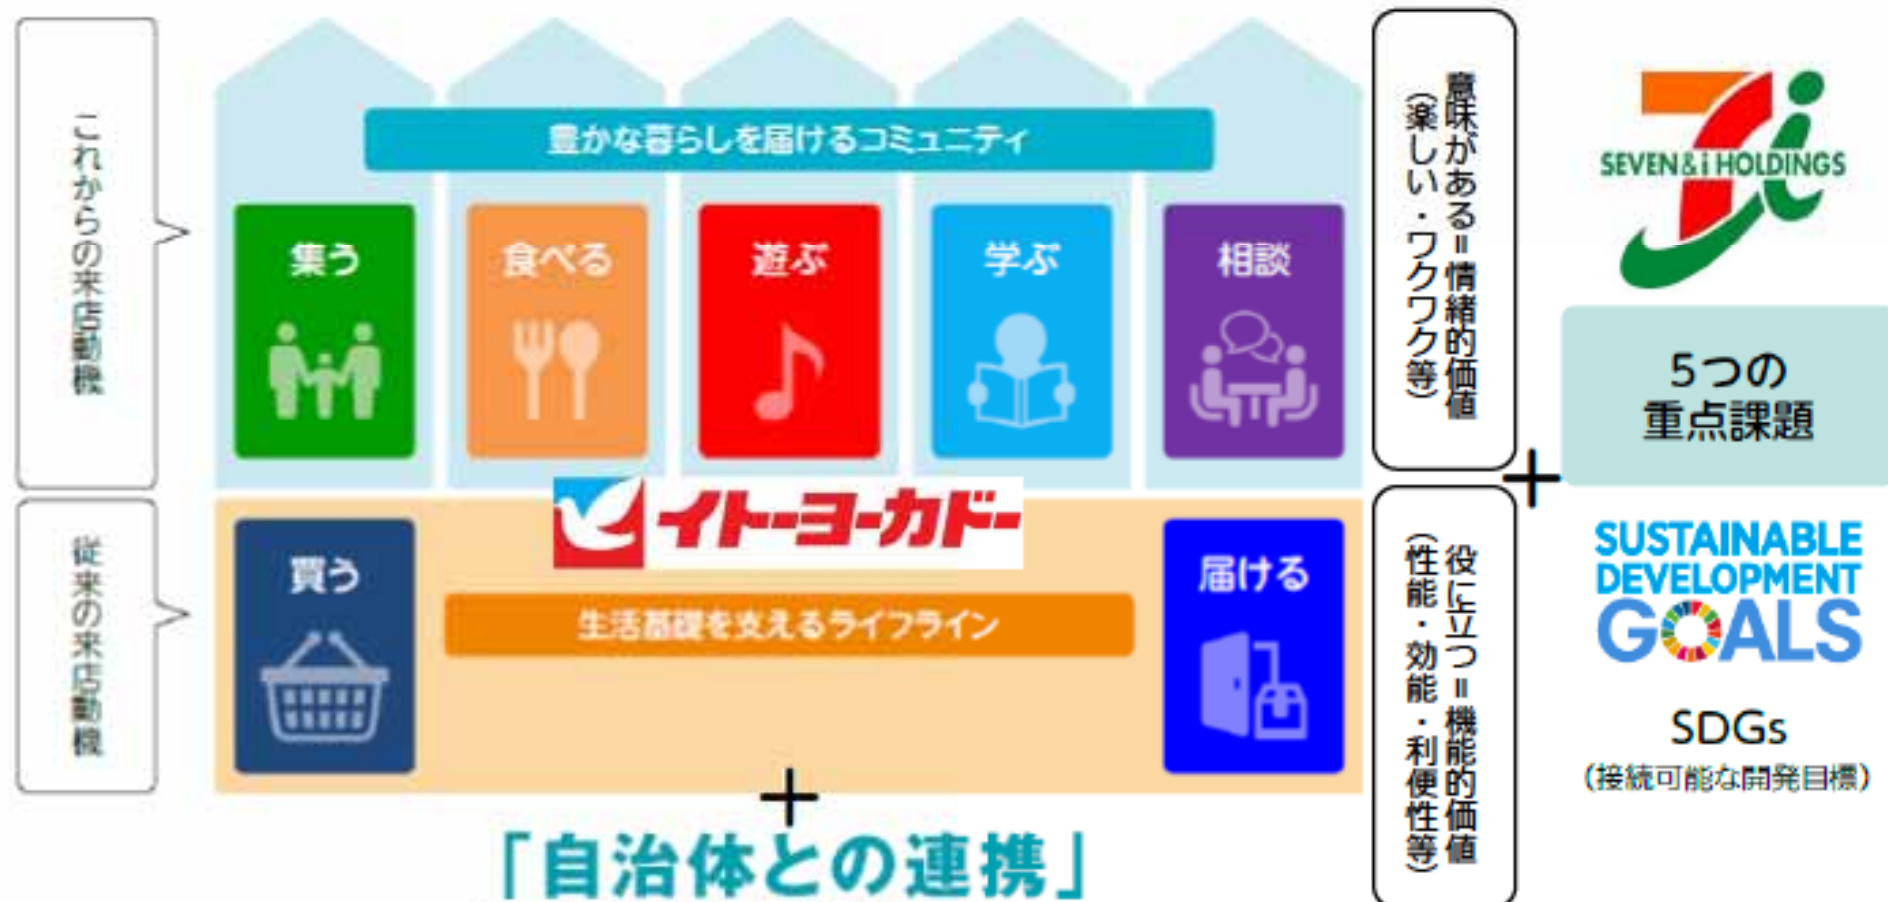 これからの来店動機
豊かな暮らしを届けるコミュニティ
集う
食べる
遊ぶ
学ぶ
相談
意味がある=情緒的価値
（楽しい・ワクワク等）
従来の来店動機
イトーヨーカドー
買う
生活基礎を支えるライフライン
届ける
役に立つ=機能的価値
（性能・効能・利便性等）
+
「自治体との連携」
+
SEVEN&i HOLDINGS
5つの
重点課題
SUSTAINABLE
DEVELOPMENT
GOALS
SDGs
（接続可能な開発目標）